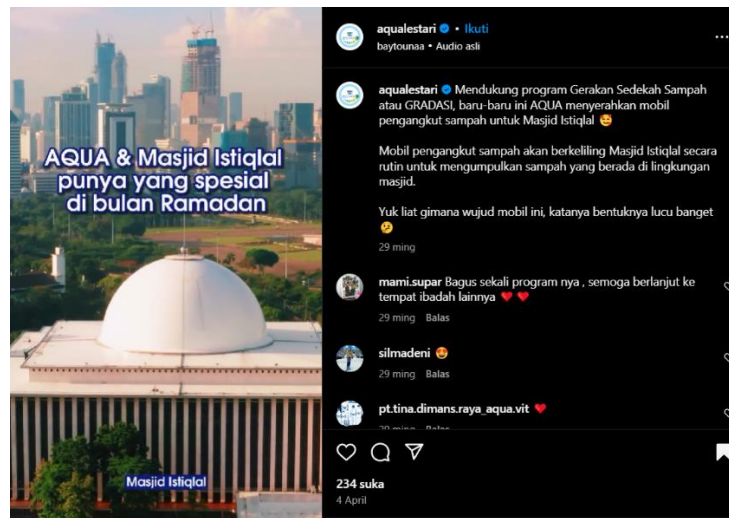 AQUA & Masjid Istiqlal
punya yang spesial
di bulan Ramadan
Masjid Istiqlal
aqualestari • Ikuti
baytounaa • Audio asli
aqualestari Mendukung program Gerakan Sedekah Sampah
atau GRADASI, baru-baru ini AQUA menyerahkan mobil
pengangkut sampah untuk Masjid Istiqlal 🥰
Mobil pengangkut sampah akan berkeliling Masjid Istiqlal secara
rutin untuk mengumpulkan sampah yang berada di lingkungan
masjid.
Yuk liat gimana wujud mobil ini, katanya bentuknya lucu banget
🤔
29 ming
mami.supar Bagus sekali program nya , semoga berlanjut ke
tempat ibadah lainnya ❤️ ❤️
29 ming Balas
silmadeni 😍
29 ming Balas
pt.tina.dimans.raya_aqua.vit ❤️
29 ming Balas
234 suka
4 April